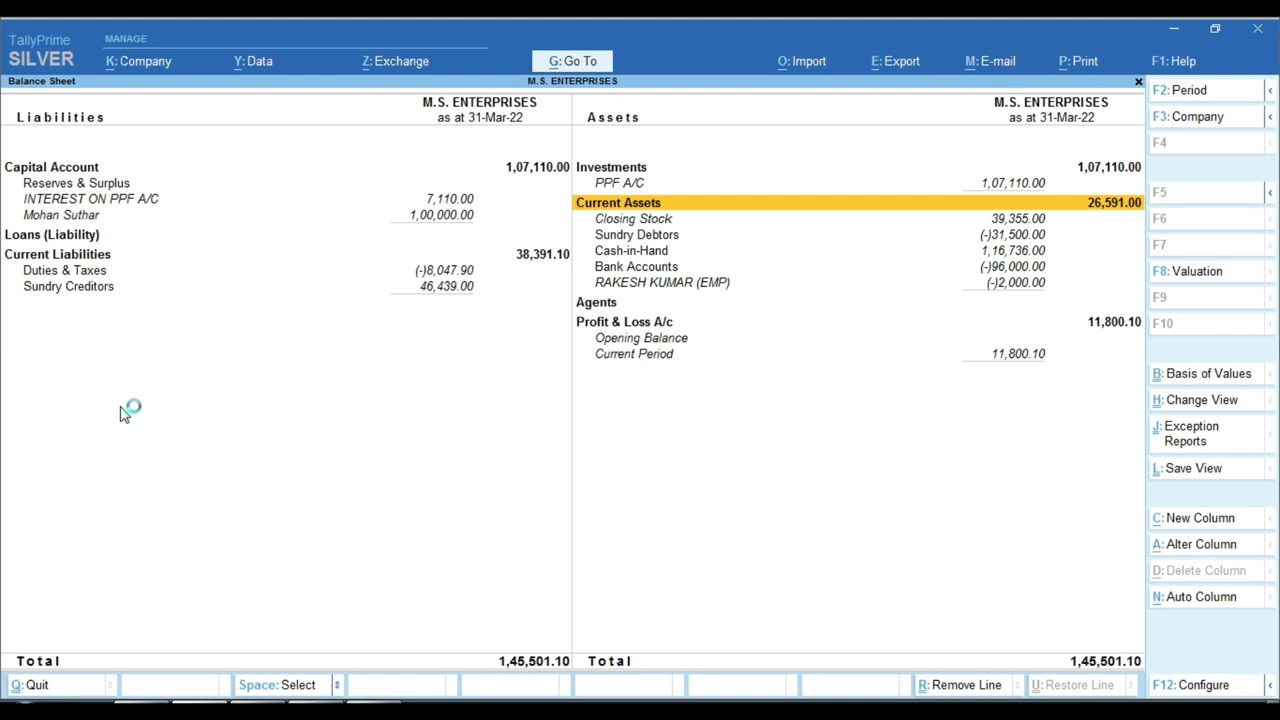 TallyPrime
MANAGE
SILVER
K: Company
Y: Data
Z: Exchange
G: Go To
O: Import
E: Export
M: E-mail
P: Print
F1: Help
Balance Sheet
M.S. ENTERPRISES
x
Liabilities
M.S. ENTERPRISES
as at 31-Mar-22
Assets
M.S. ENTERPRISES
as at 31-Mar-22
Capital Account 1,07,110.00
Reserves & Surplus
INTEREST ON PPF A/C 7,110.00
Mohan Suthar 1,00,000.00
Loans (Liability)
Current Liabilities 38,391.10
Duties & Taxes (-)8,047.90
Sundry Creditors 46,439.00
Investments 1,07,110.00
PPF A/C 1,07,110.00
Current Assets 26,591.00
Closing Stock 39,355.00
Sundry Debtors (-)31,500.00
Cash-in-Hand 1,16,736.00
Bank Accounts (-)96,000.00
RAKESH KUMAR (EMP) (-)2,000.00
Agents
Profit & Loss A/c 11,800.10
Opening Balance
Current Period 11,800.10
Total 1,45,501.10
Total 1,45,501.10
F2: Period
F3: Company
F4
F5
F6
F7
F8: Valuation
F9
F10
B: Basis of Values
H: Change View
J: Exception
Reports
L: Save View
C: New Column
A: Alter Column
D: Delete Column
N: Auto Column
Q: Quit
Space: Select
R: Remove Line
U: Restore Line
F12: Configure